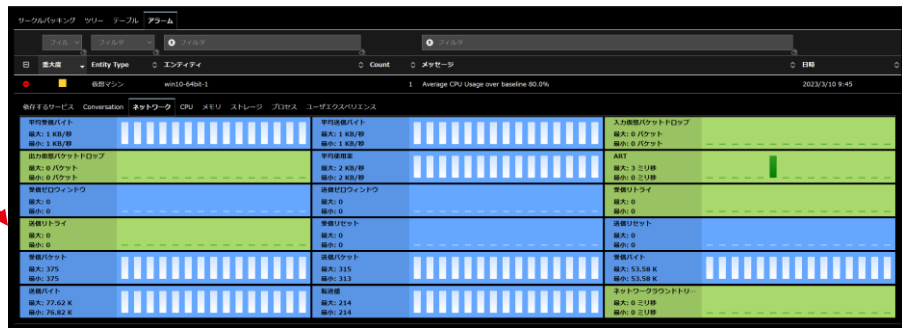 サークルパッキング ツリー テーブル アラーム
フィル フィルタ フィルタ フィルタ
重大度 Entity Type エンティティ Count メッセージ 日時
仮想マシン win10-64bit-1 1 Average CPU Usage over baseline 80.0% 2023/3/10 9:45
依存するサービス Conversation ネットワーク CPU メモリ ストレージ プロセス ユーザエクスペリエンス
平均受信バイト 平均送信バイト 入力仮想パケットドロップ
最大: 1 KB/秒 最大: 1 KB/秒 最大: 0 パケット
最小: 1 KB/秒 最小: 1 KB/秒 最小: 0 パケット
出力仮想パケットドロップ 平均使用率 ART
最大: 0 パケット 最大: 2 KB/秒 最大: 3 ミリ秒
最小: 0 パケット 最小: 2 KB/秒 最小: 0 ミリ秒
受信ゼロウィンドウ 送信ゼロウィンドウ 受信リトライ
最大: 0 最大: 0 最大: 0
最小: 0 最小: 0 最小: 0
送信リトライ 受信リセット 送信リセット
最大: 0 最大: 0 最大: 0
最小: 0 最小: 0 最小: 0
受信パケット 送信パケット 受信バイト
最大: 375 最大: 315 最大: 53.58 K
最小: 375 最小: 313 最小: 53.58 K
送信バイト 転送値 ネットワークラウンドトリ…
最大: 77.62 K 最大: 214 最大: 0 ミリ秒
最小: 76.82 K 最小: 214 最小: 0 ミリ秒